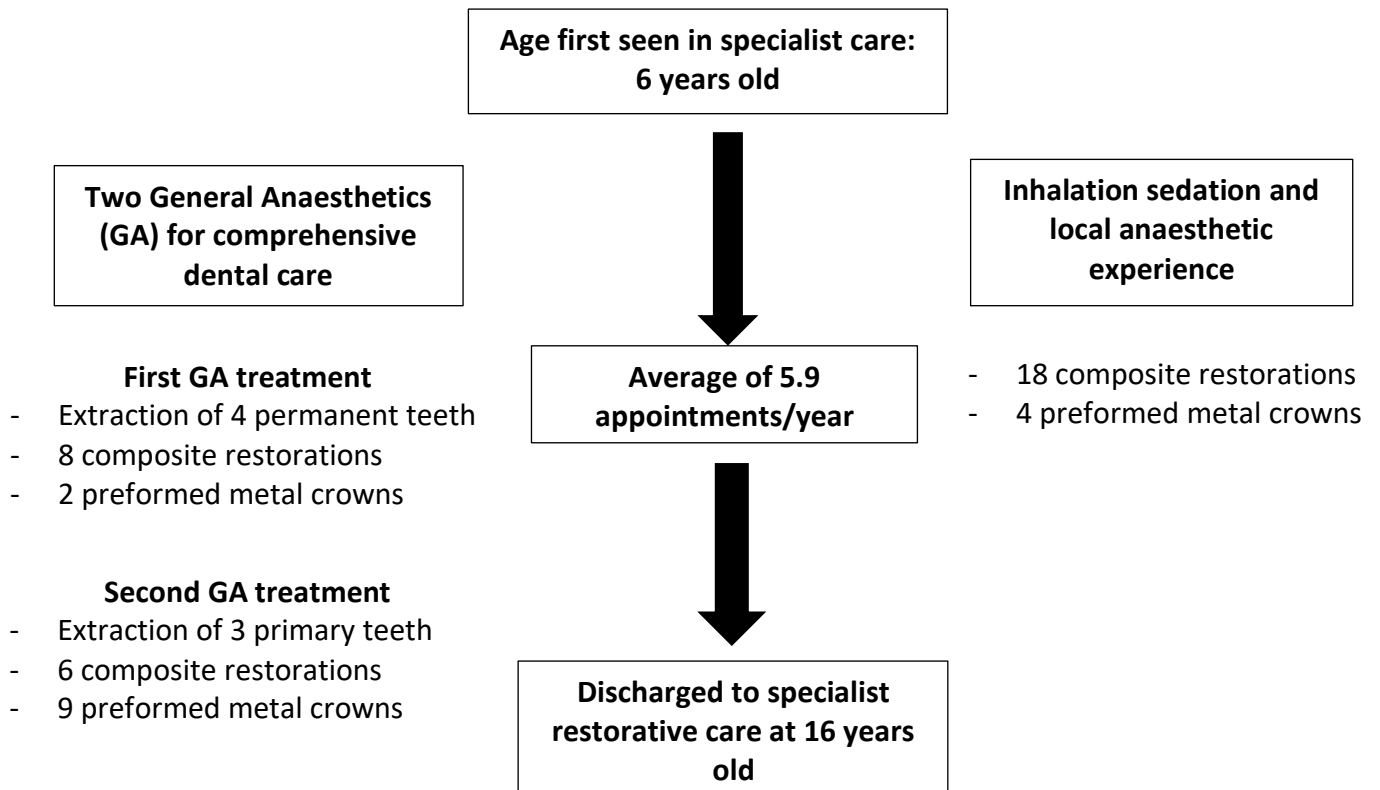 Age first seen in specialist care:
6 years old
Two General Anaesthetics
(GA) for comprehensive
dental care
Inhalation sedation and
local anaesthetic
experience
First GA treatment
- Extraction of 4 permanent teeth
- 8 composite restorations
- 2 preformed metal crowns
Average of 5.9
appointments/year
- 18 composite restorations
- 4 preformed metal crowns
Second GA treatment
- Extraction of 3 primary teeth
- 6 composite restorations
- 9 preformed metal crowns
Discharged to specialist
restorative care at 16 years
old